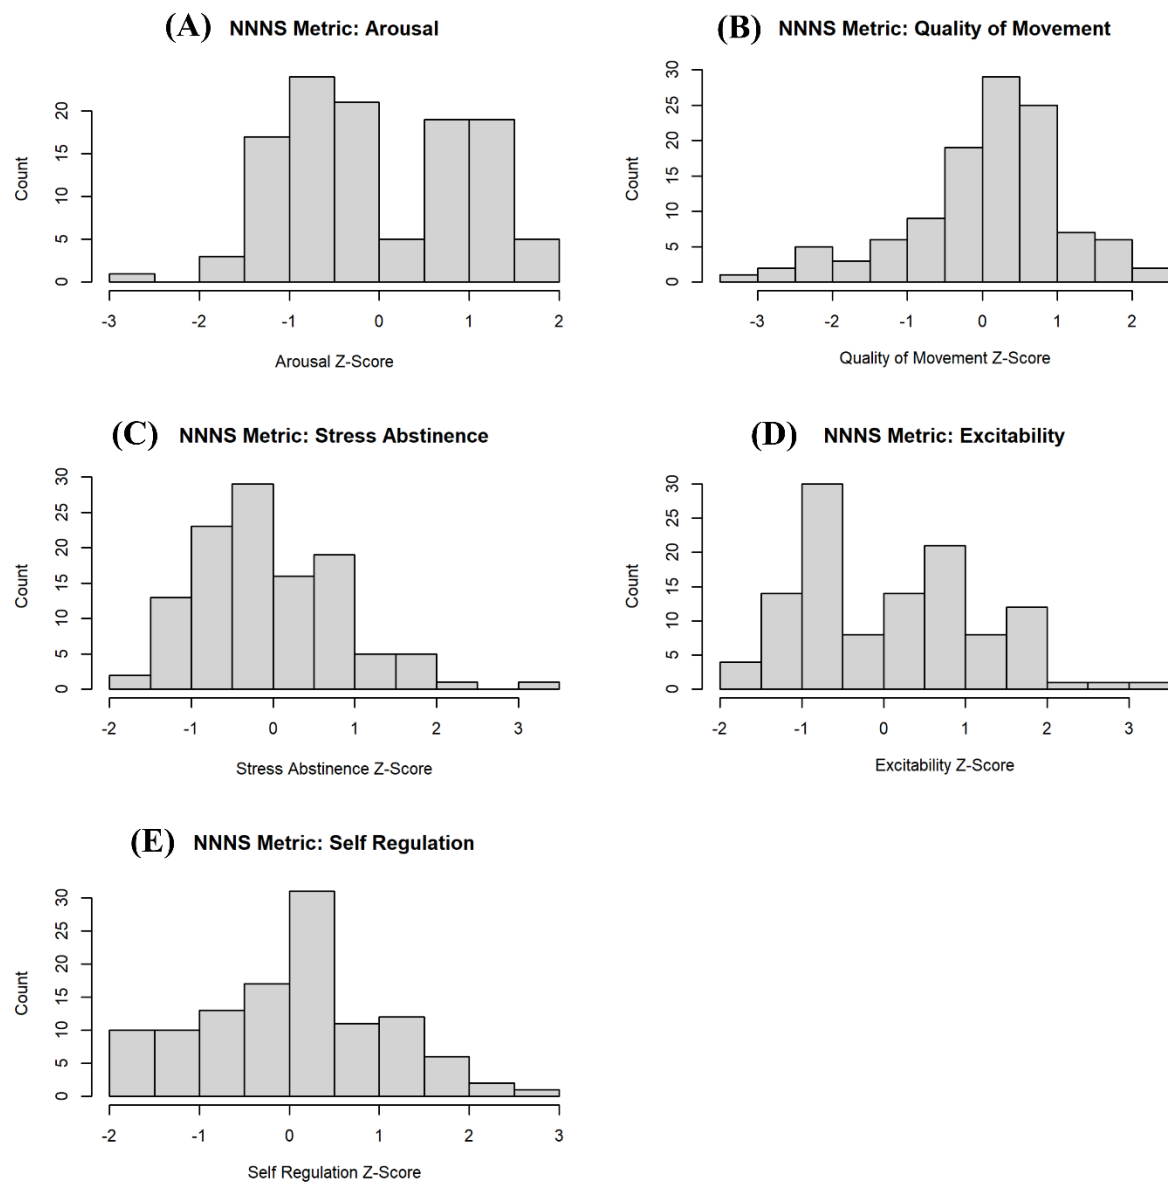 (A) NNNS Metric: Arousal
Count
0 5 10 15 20
-3 -2 -1 0 1 2
Arousal Z-Score
(B) NNNS Metric: Quality of Movement
Count
0 5 10 15 20 25 30
-3 -2 -1 0 1 2
Quality of Movement Z-Score
(C) NNNS Metric: Stress Abstinence
Count
0 5 10 15 20 25 30
-2 -1 0 1 2 3
Stress Abstinence Z-Score
(D) NNNS Metric: Excitability
Count
0 5 10 15 20 25 30
-2 -1 0 1 2 3
Excitability Z-Score
(E) NNNS Metric: Self Regulation
Count
0 5 10 15 20 25 30
-2 -1 0 1 2 3
Self Regulation Z-Score